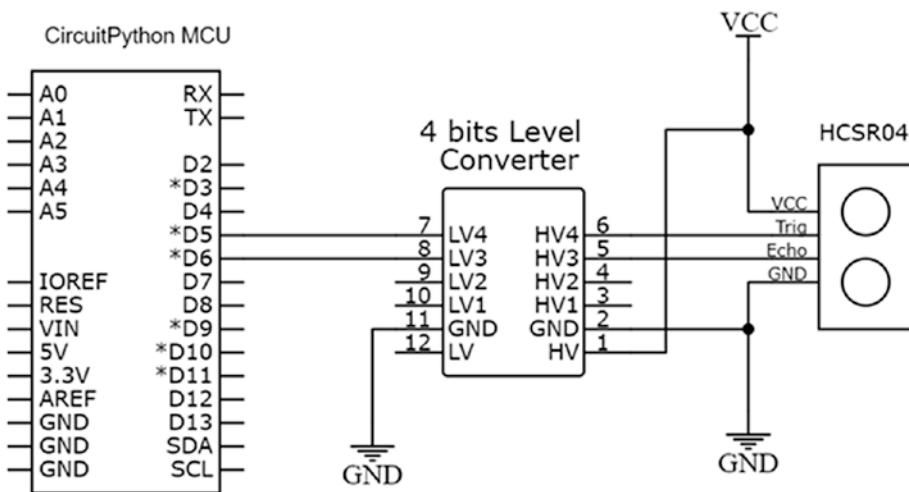 CircuitPython MCU
A0
A1
A2
A3
A4
A5
IOREF
RES
VIN
5V
3.3V
AREF
GND
GND
GND
RX
TX
D2
*D3
D4
*D5
*D6
D7
D8
*D9
*D10
*D11
D12
D13
SDA
SCL
4 bits Level
Converter
7 LV4 HV4 6
8 LV3 HV3 5
9 LV2 HV2 4
10 LV1 HV1 3
11 GND GND 2
12 LV HV 1
GND
VCC
HCSR04
VCC
Trig
Echo
GND
GND